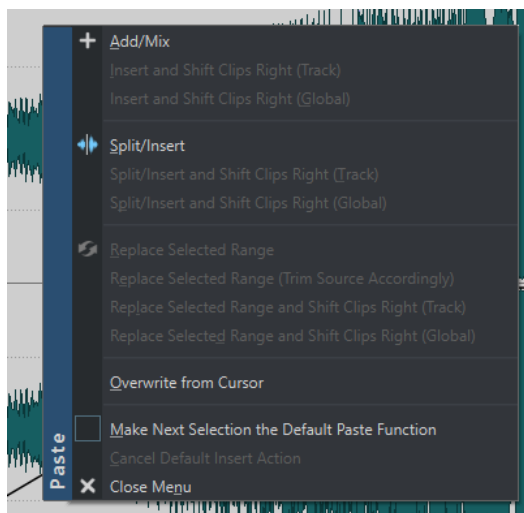 Add/Mix
Insert and Shift Clips Right (Track)
Insert and Shift Clips Right (Global)
Split/Insert
Split/Insert and Shift Clips Right (Track)
Split/Insert and Shift Clips Right (Global)
Replace Selected Range
Replace Selected Range (Trim Source Accordingly)
Replace Selected Range and Shift Clips Right (Track)
Replace Selected Range and Shift Clips Right (Global)
Overwrite from Cursor
Make Next Selection the Default Paste Function
Cancel Default Insert Action
Close Menu
Paste